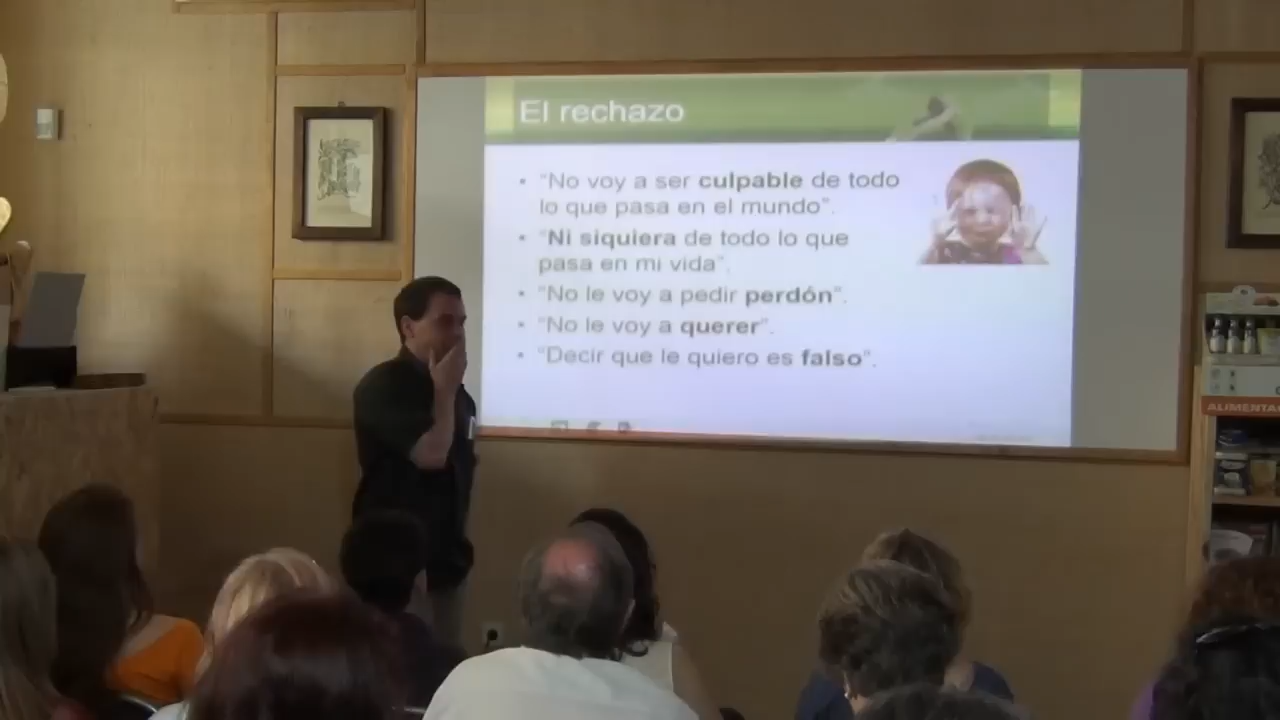 El rechazo
• "No voy a ser culpable de todo
lo que pasa en el mundo".
• "Ni siquiera de todo lo que
pasa en mi vida".
• "No le voy a pedir perdón".
• "No le voy a querer".
• "Decir que le quiero es falso".